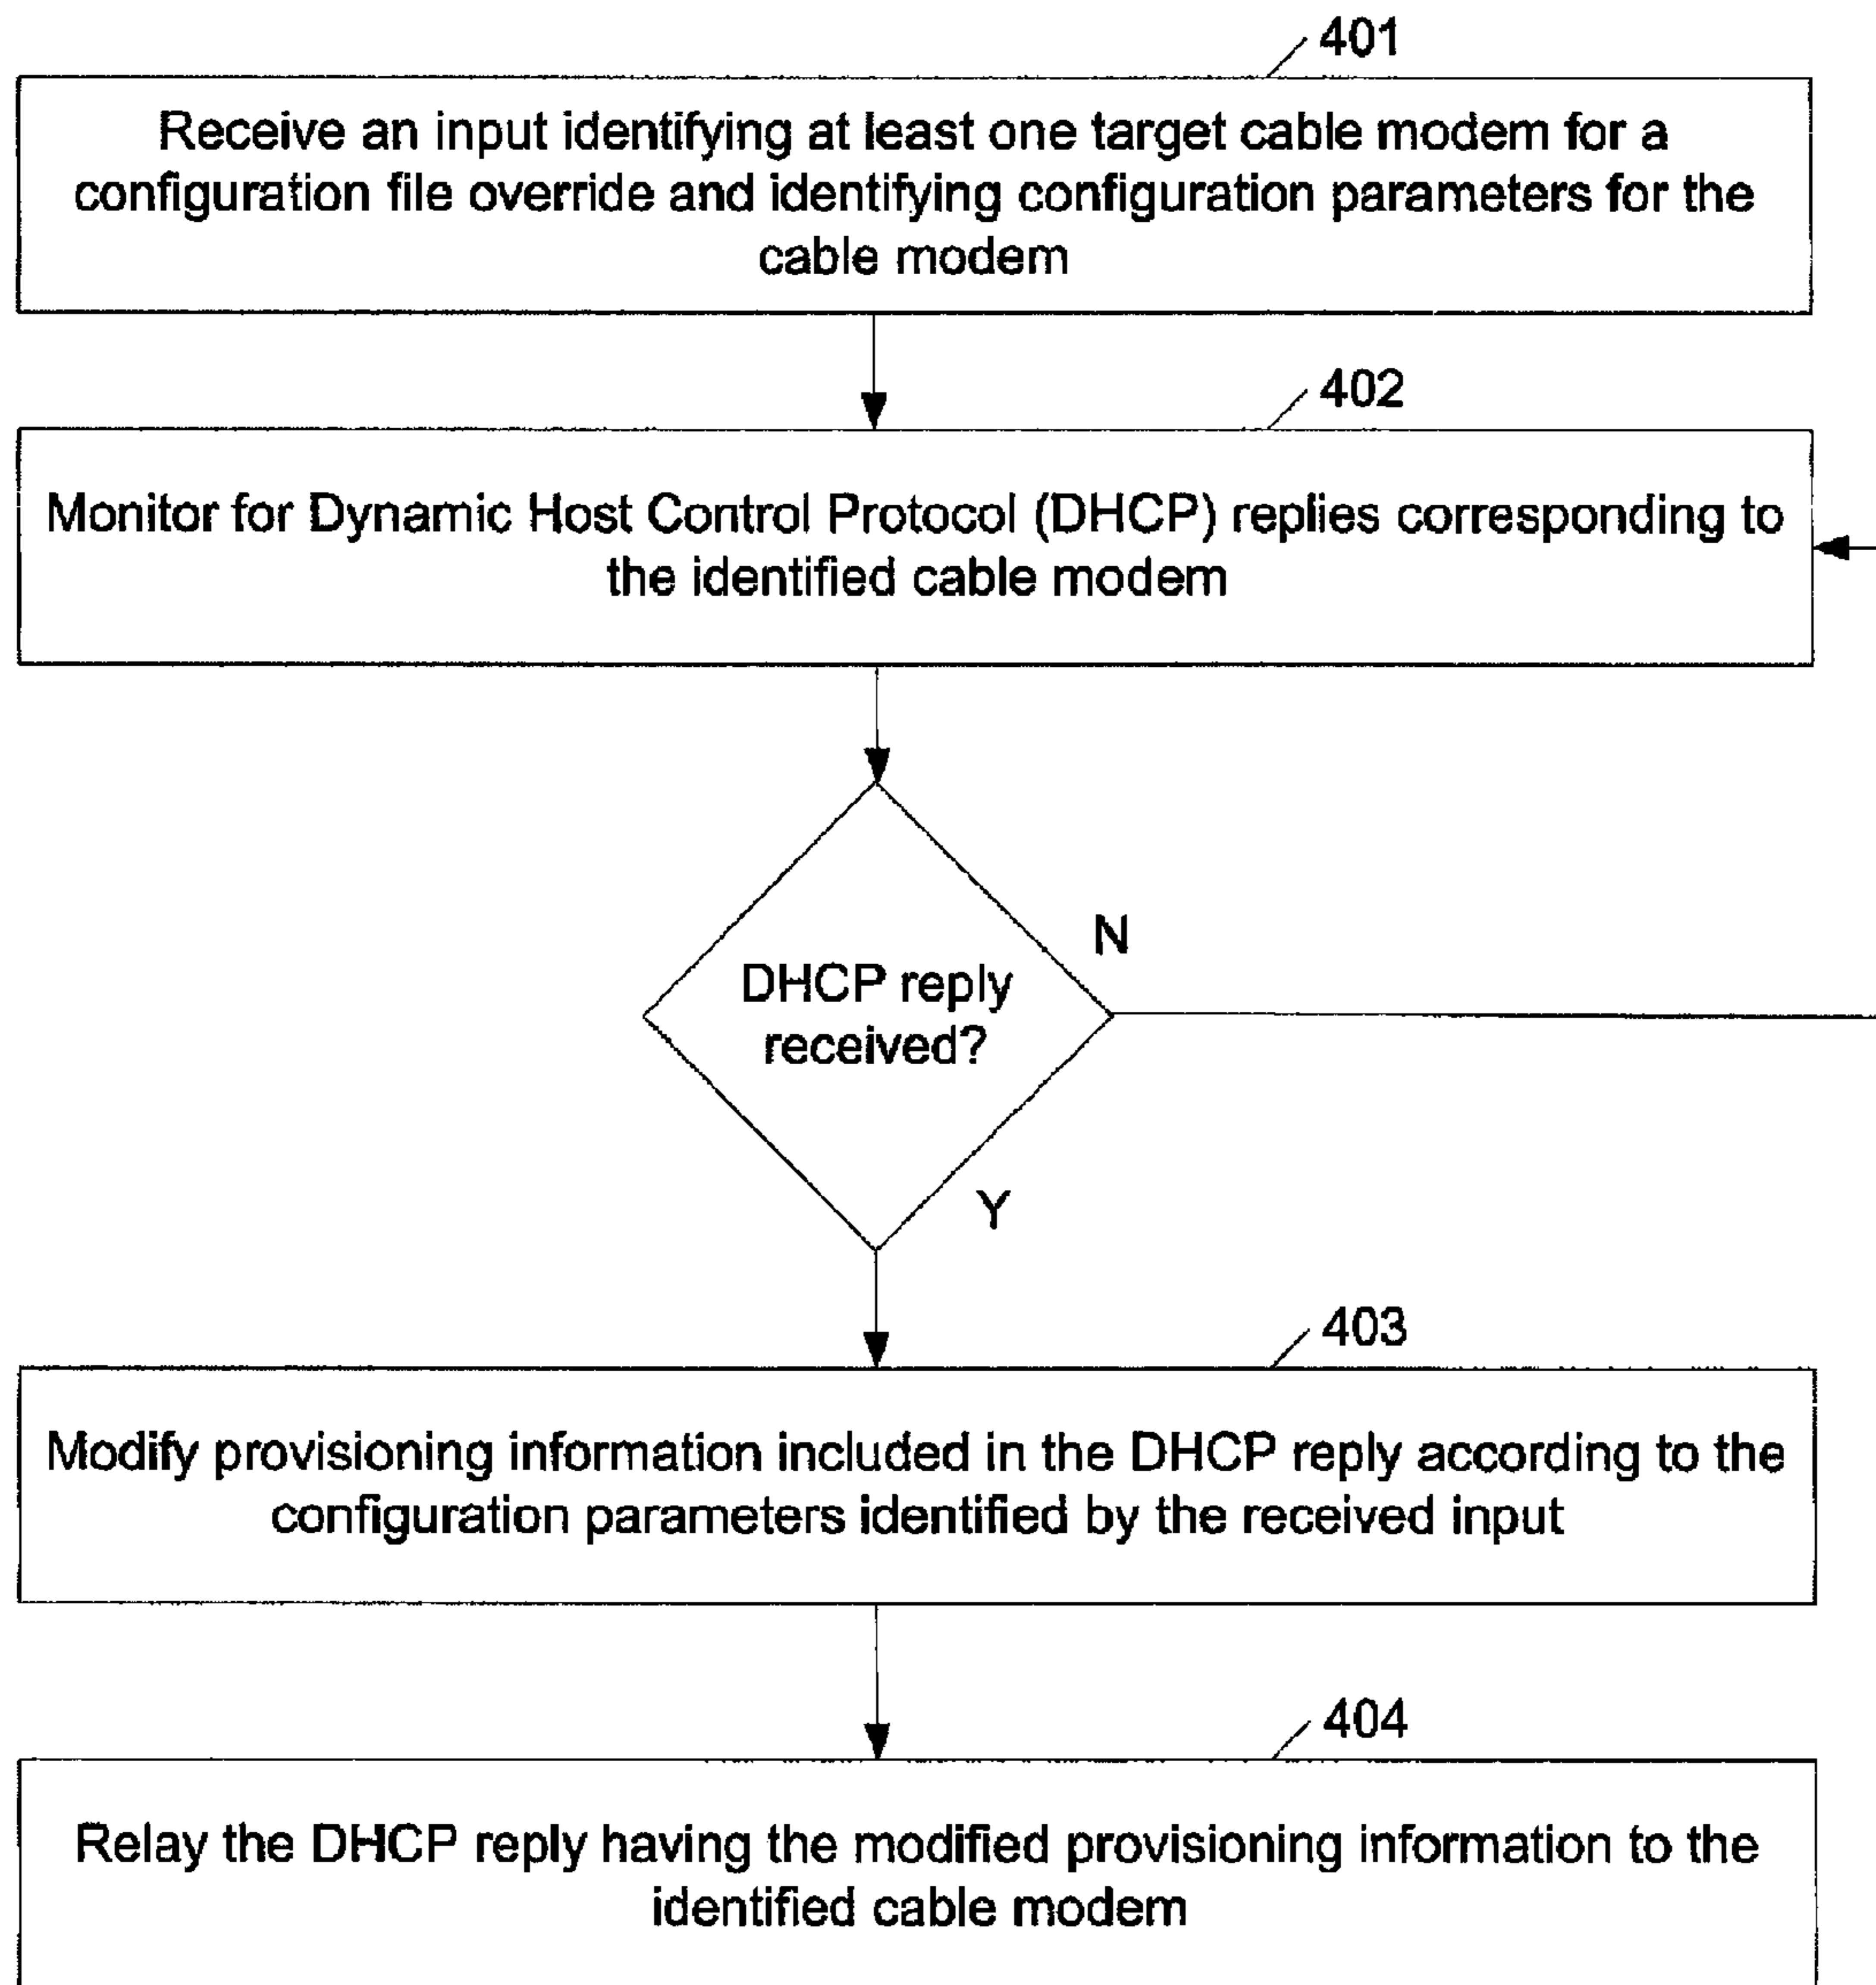 401
Receive an input identifying at least one target cable modem for a
configuration file override and identifying configuration parameters for the
cable modem
402
Monitor for Dynamic Host Control Protocol (DHCP) replies corresponding to
the identified cable modem
N
DHCP reply
received?
Y
403
Modify provisioning information included in the DHCP reply according to the
configuration parameters identified by the received input
404
Relay the DHCP reply having the modified provisioning information to the
identified cable modem